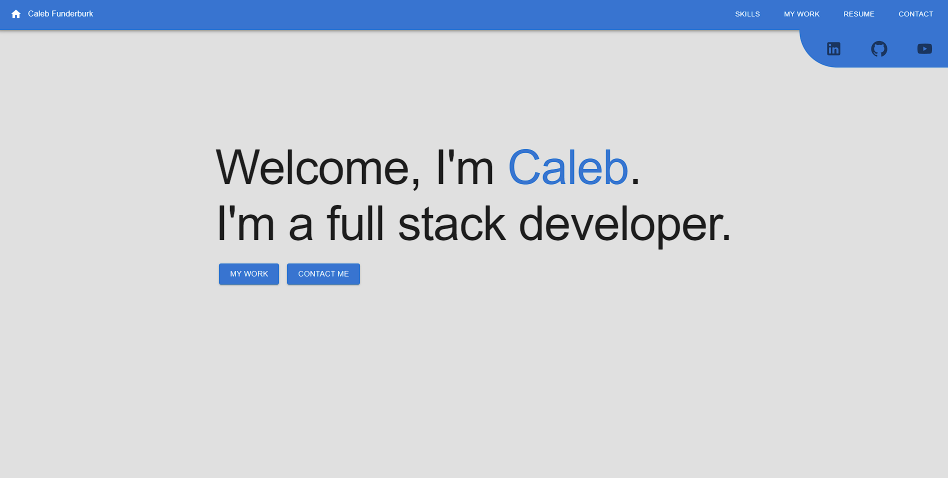 Caleb Funderburk
SKILLS
MY WORK
RESUME
CONTACT
Welcome, I'm Caleb.
I'm a full stack developer.
MY WORK
CONTACT ME